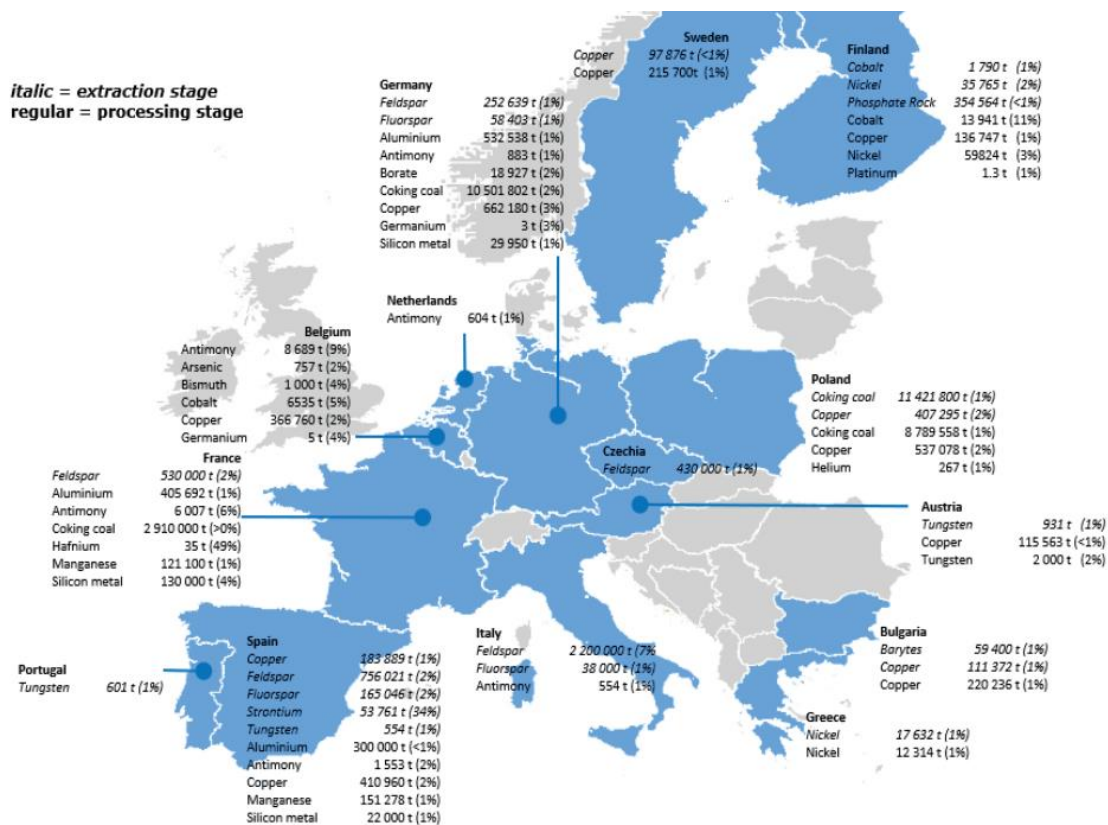 italic = extraction stage
regular = processing stage
Sweden
Copper 97 876 t (<1%)
Copper 215 700t (1%)
Finland
Cobalt 1 790 t (1%)
Nickel 35 765 t (2%)
Phosphate Rock 354 564 t (<1%)
Cobalt 13 941 t (11%)
Copper 136 747 t (1%)
Nickel 59824 t (3%)
Platinum 1.3 t (1%)
Germany
Feldspar 252 639 t (1%)
Fluorspar 58 403 t (1%)
Aluminium 532 538 t (1%)
Antimony 883 t (1%)
Borate 18 927 t (2%)
Coking coal 10 501 802 t (2%)
Copper 662 180 t (3%)
Germanium 3 t (3%)
Silicon metal 29 950 t (1%)
Netherlands
Antimony 604 t (1%)
Belgium
Antimony 8 689 t (9%)
Arsenic 757 t (2%)
Bismuth 1 000 t (4%)
Cobalt 6535 t (5%)
Copper 366 760 t (2%)
Germanium 5 t (4%)
Poland
Coking coal 11 421 800 t (1%)
Copper 407 295 t (2%)
Coking coal 8 789 558 t (1%)
Copper 537 078 t (2%)
Helium 267 t (1%)
Czechia
Feldspar 430 000 t (1%)
France
Feldspar 530 000 t (2%)
Aluminium 405 692 t (1%)
Antimony 6 007 t (6%)
Coking coal 2 910 000 t (>0%)
Hafnium 35 t (49%)
Manganese 121 100 t (1%)
Silicon metal 130 000 t (4%)
Austria
Tungsten 931 t (1%)
Copper 115 563 t (<1%)
Tungsten 2 000 t (2%)
Portugal
Tungsten 601 t (1%)
Spain
Copper 183 889 t (1%)
Feldspar 756 021 t (2%)
Fluorspar 165 046 t (2%)
Strontium 53 761 t (34%)
Tungsten 554 t (1%)
Aluminium 300 000 t (<1%)
Antimony 1 553 t (2%)
Copper 410 960 t (2%)
Manganese 151 278 t (1%)
Silicon metal 22 000 t (1%)
Italy
Feldspar 2 200 000 t (7%
Fluorspar 38 000 t (1%)
Antimony 554 t (1%)
Bulgaria
Barytes 59 400 t (1%)
Copper 111 372 t (1%)
Copper 220 236 t (1%)
Greece
Nickel 17 632 t (1%)
Nickel 12 314 t (1%)